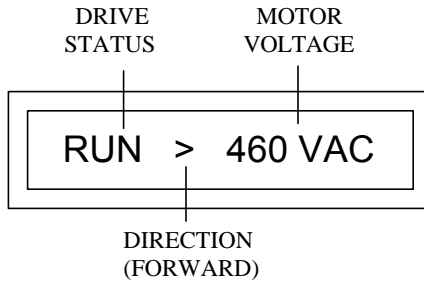 DRIVE STATUS
MOTOR VOLTAGE
RUN > 460 VAC
DIRECTION
(FORWARD)